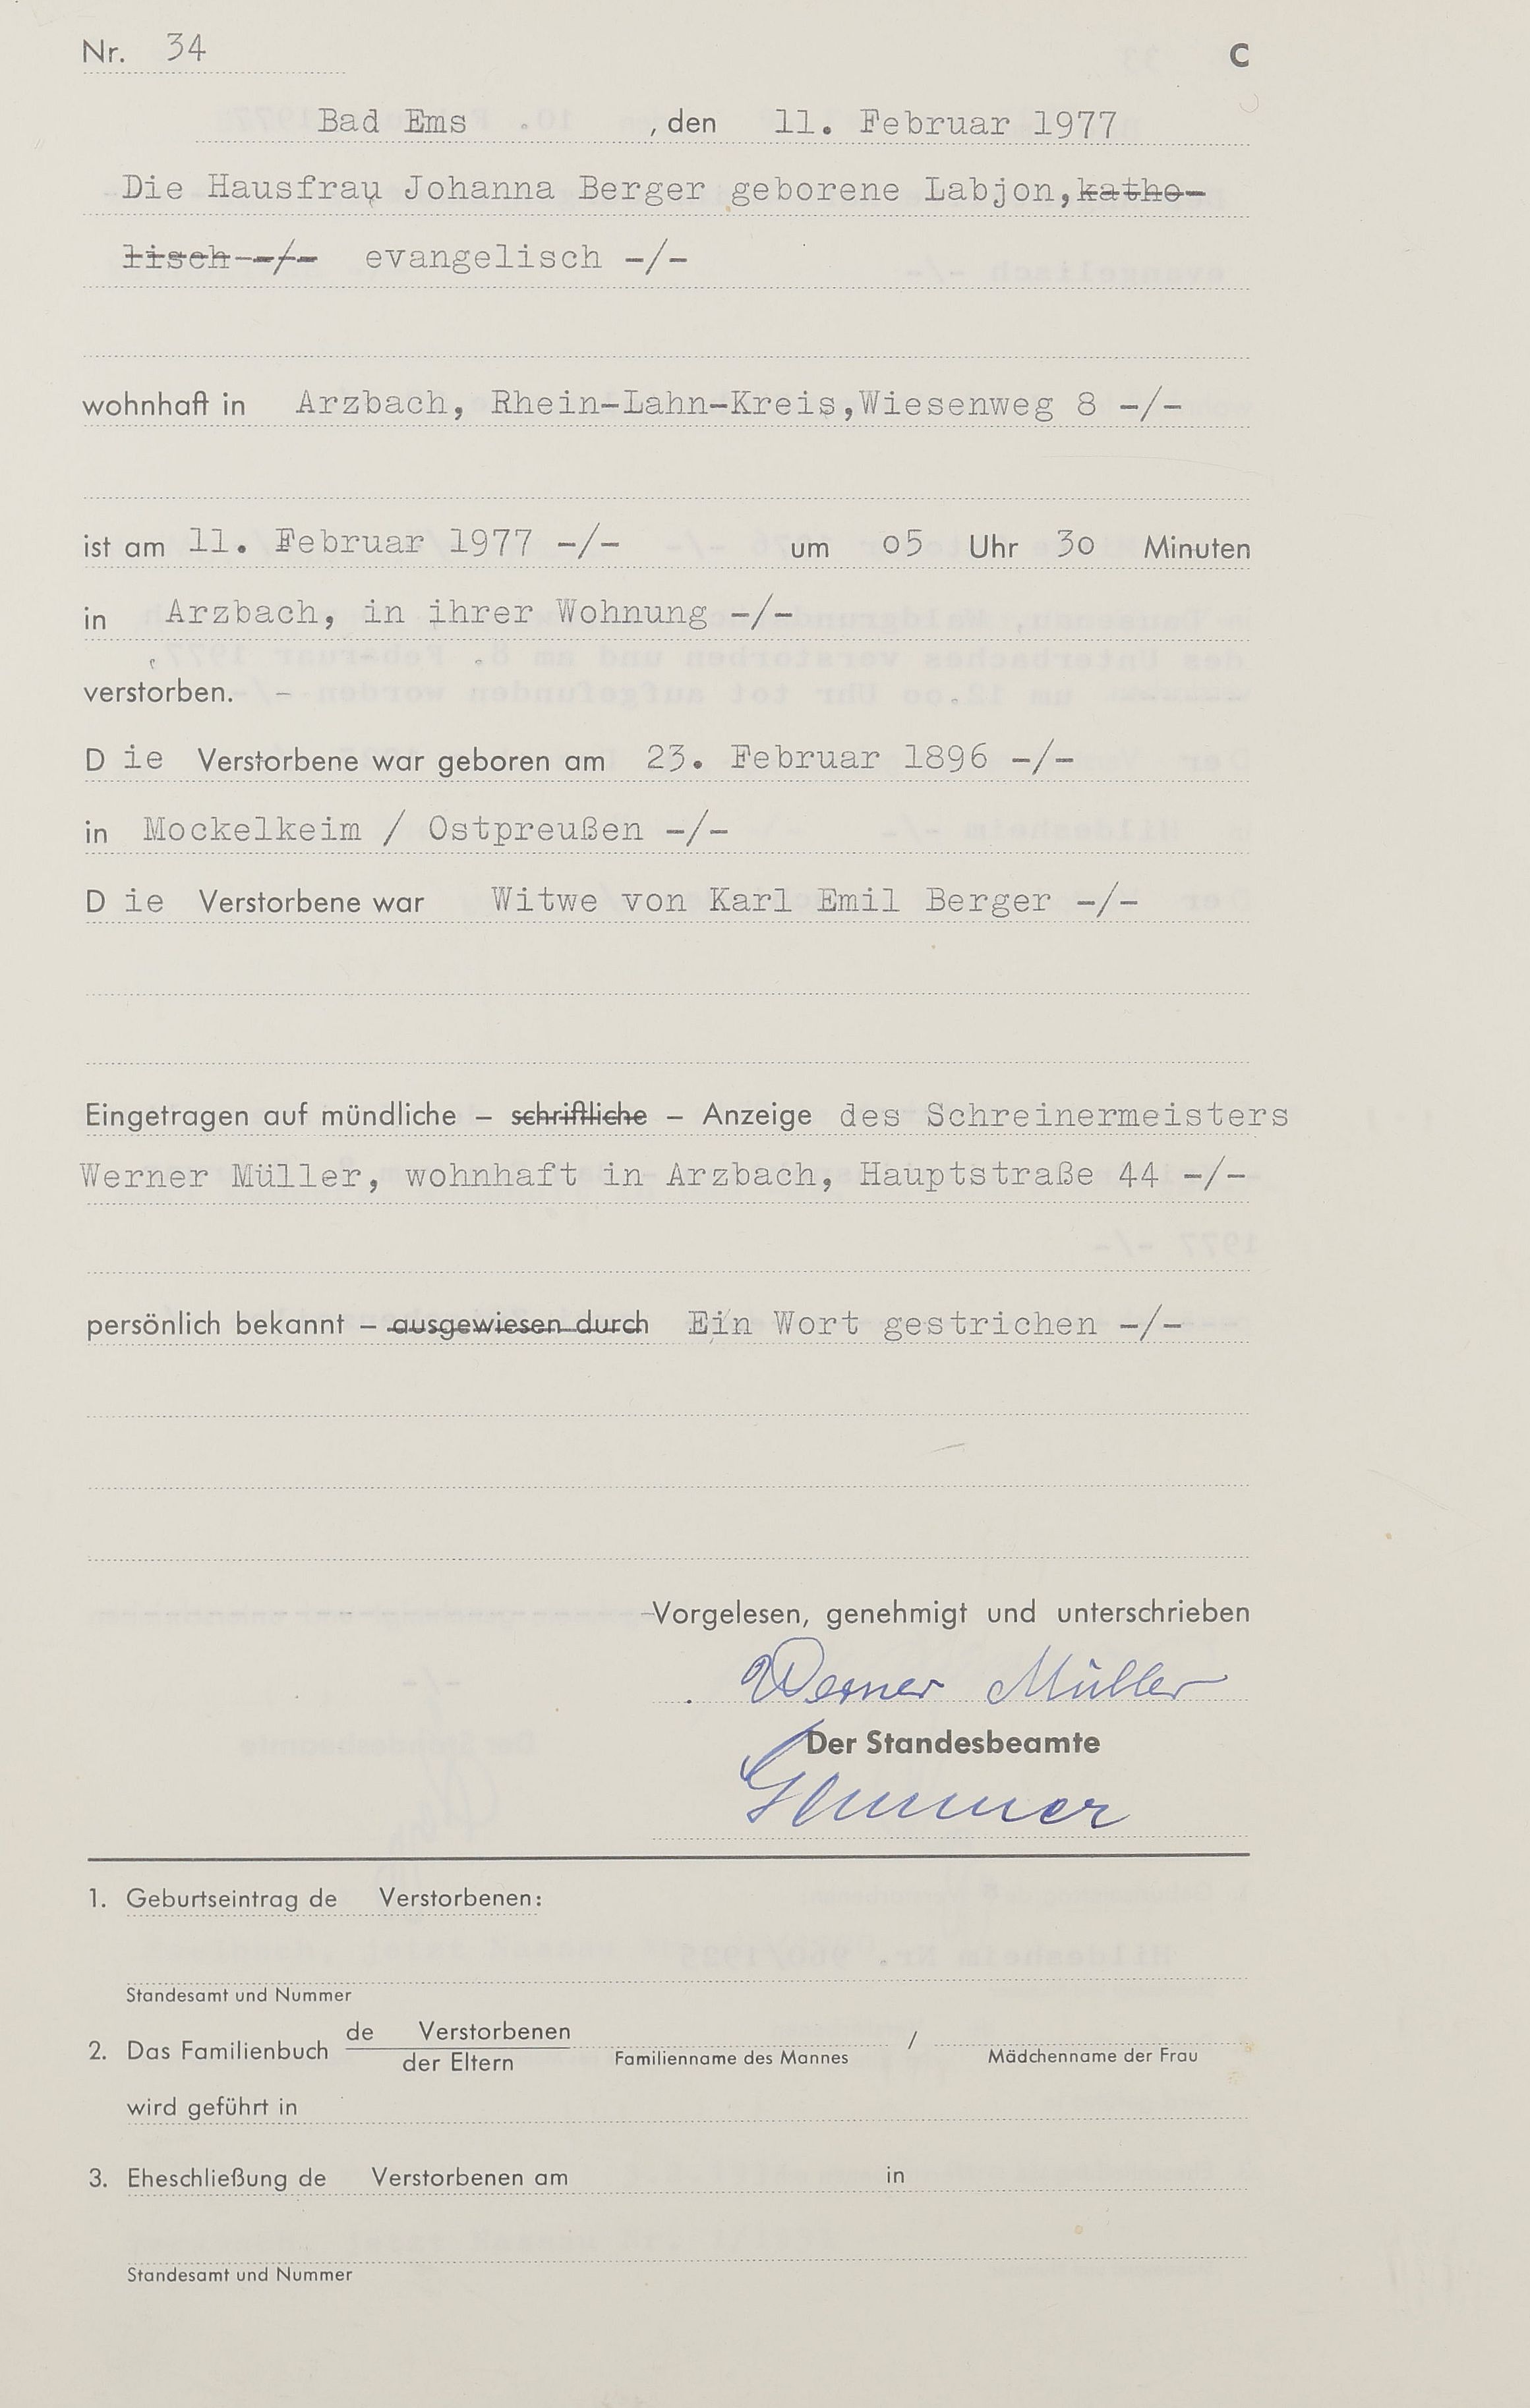 Nr. 34 C
Bad Ems , den 11. Februar 1977
Die Hausfrau Johanna Berger geborene Labjon, katho-
lisch -/- evangelisch -/-
wohnhaft in Arzbach, Rhein-Lahn-Kreis, Wiesenweg 8 -/-
ist am 11. Februar 1977 -/- um 05 Uhr 30 Minuten
in Arzbach, in ihrer Wohnung -/-
verstorben. -
D ie Verstorbene war geboren am 23. Februar 1896 -/-
in Mockelkeim / Ostpreußen -/-
D ie Verstorbene war Witwe von Karl Emil Berger -/-
Eingetragen auf mündliche – schriftliche – Anzeige des Schreinermeisters
Werner Müller, wohnhaft in Arzbach, Hauptstraße 44 -/-
persönlich bekannt – ausgewiesen durch Ein Wort gestrichen -/-
Vorgelesen, genehmigt und unterschrieben
Werner Müller
Der Standesbeamte
1. Geburtseintrag de Verstorbenen:
Standesamt und Nummer
2. Das Familienbuch de Verstorbenen
der Eltern
/
Familienname des Mannes Mädchenname der Frau
wird geführt in
3. Eheschließung de Verstorbenen am in
Standesamt und Nummer